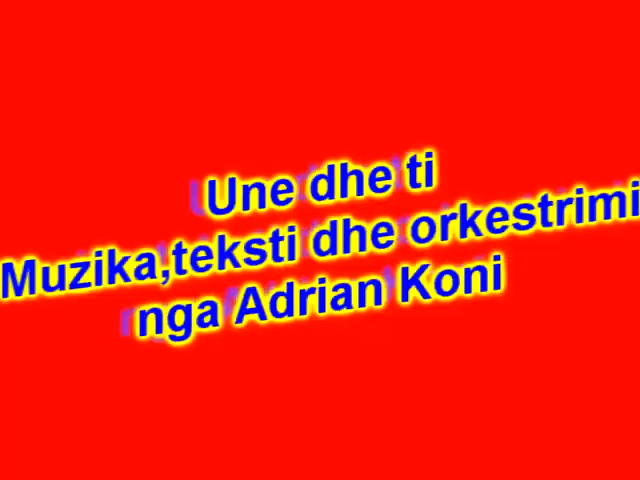 Une dhe ti
Muzika,teksti dhe orkestrimi
nga Adrian Koni